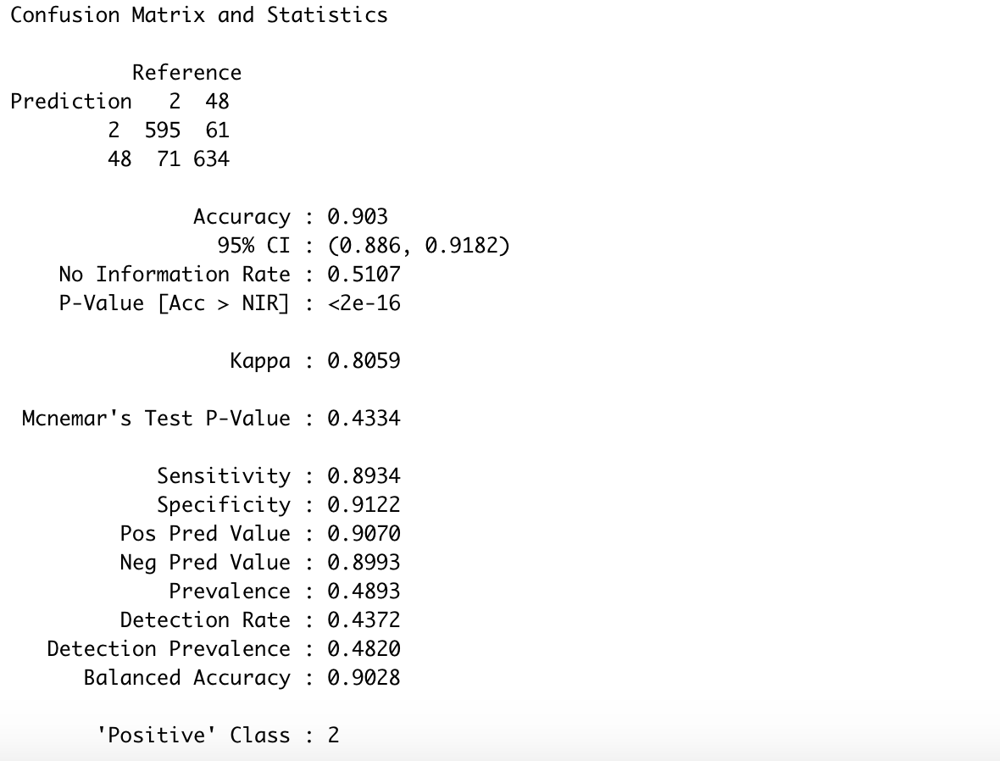 Confusion Matrix and Statistics
Reference
Prediction 2 48
2 595 61
48 71 634
Accuracy : 0.903
95% CI : (0.886, 0.9182)
No Information Rate : 0.5107
P-Value [Acc > NIR] : <2e-16
Kappa : 0.8059
Mcnemar's Test P-Value : 0.4334
Sensitivity : 0.8934
Specificity : 0.9122
Pos Pred Value : 0.9070
Neg Pred Value : 0.8993
Prevalence : 0.4893
Detection Rate : 0.4372
Detection Prevalence : 0.4820
Balanced Accuracy : 0.9028
'Positive' Class : 2